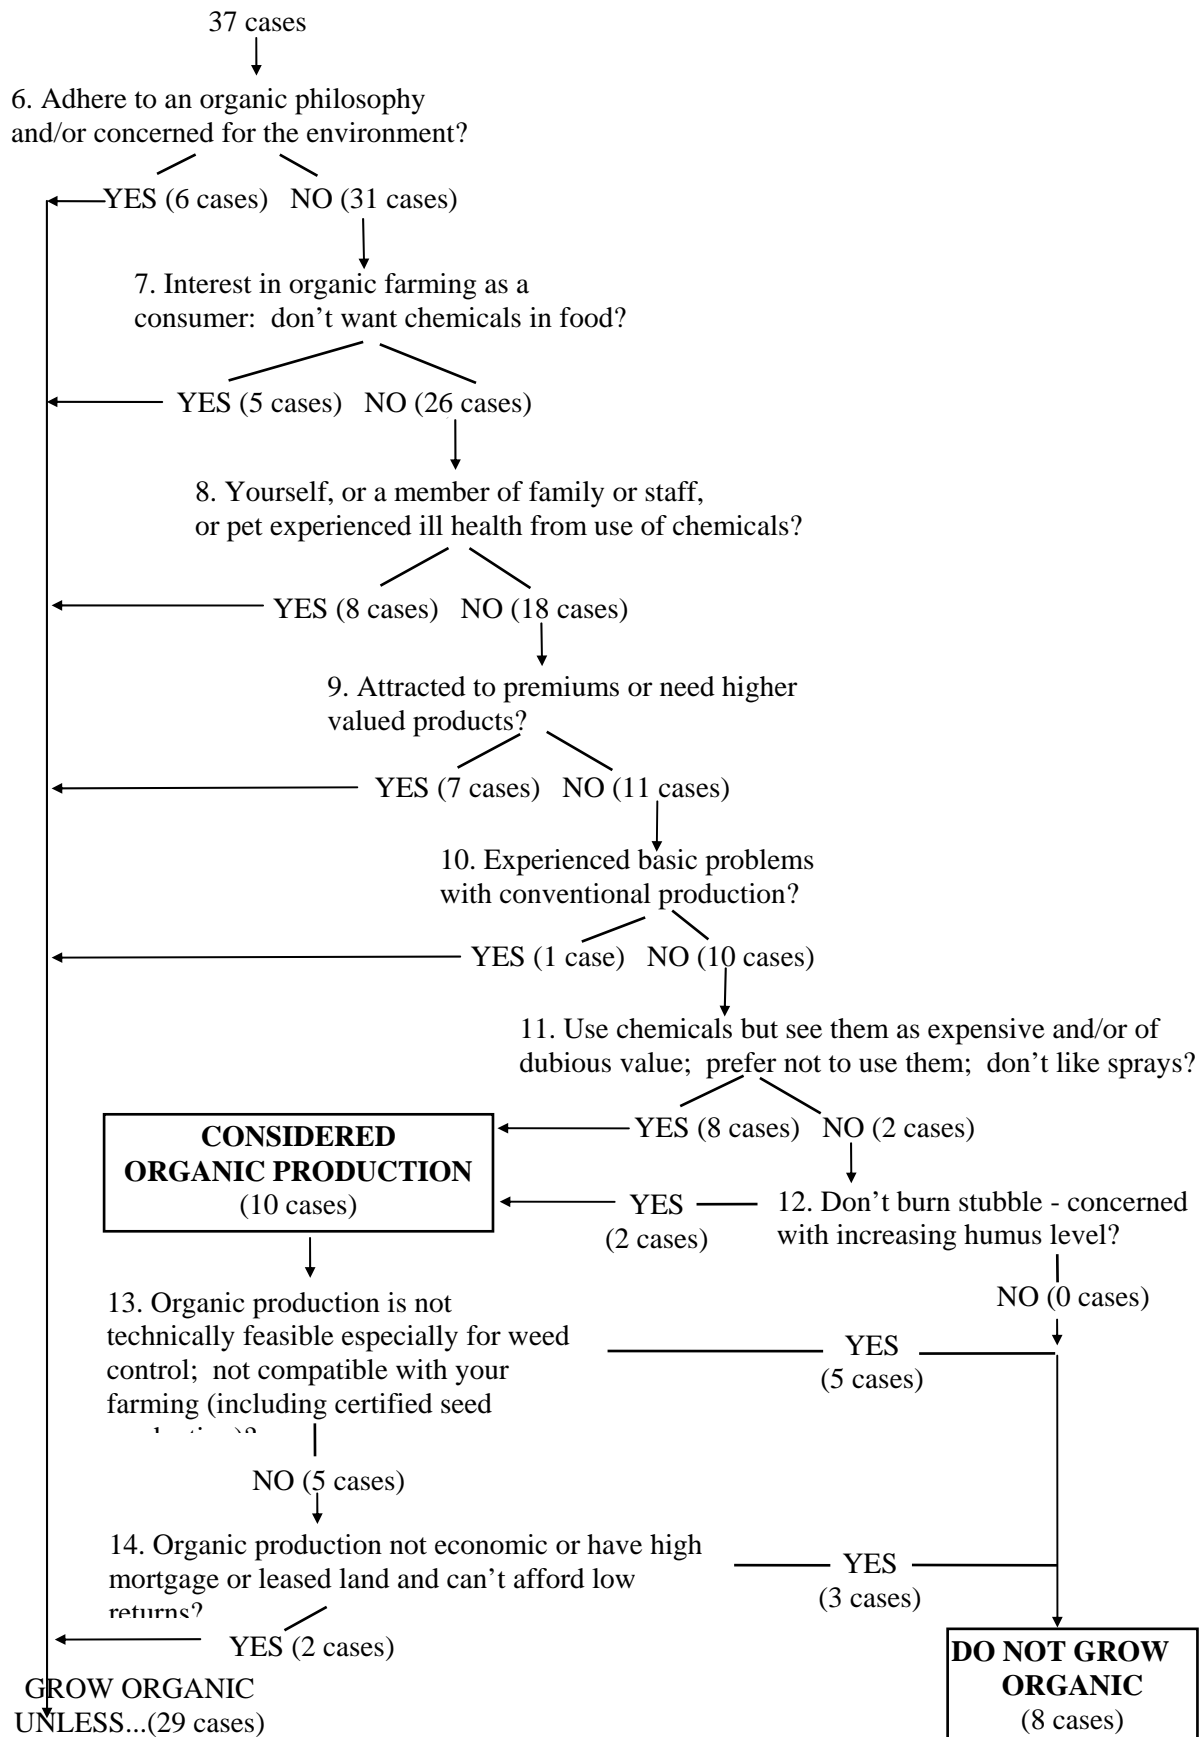 37 cases
6. Adhere to an organic philosophy
and/or concerned for the environment?
YES (6 cases) NO (31 cases)
7. Interest in organic farming as a
consumer: don't want chemicals in food?
YES (5 cases) NO (26 cases)
8. Yourself, or a member of family or staff,
or pet experienced ill health from use of chemicals?
YES (8 cases) NO (18 cases)
9. Attracted to premiums or need higher
valued products?
YES (7 cases) NO (11 cases)
10. Experienced basic problems
with conventional production?
YES (1 case) NO (10 cases)
11. Use chemicals but see them as expensive and/or of
dubious value; prefer not to use them; don't like sprays?
YES (8 cases) NO (2 cases)
CONSIDERED
ORGANIC PRODUCTION
(10 cases)
YES
(2 cases)
12. Don't burn stubble - concerned
with increasing humus level?
NO (0 cases)
13. Organic production is not
technically feasible especially for weed
control; not compatible with your
farming (including certified seed
YES
(5 cases)
NO (5 cases)
14. Organic production not economic or have high
mortgage or leased land and can't afford low
returns?
YES
(3 cases)
YES (2 cases)
DO NOT GROW
ORGANIC
(8 cases)
GROW ORGANIC
UNLESS...(29 cases)